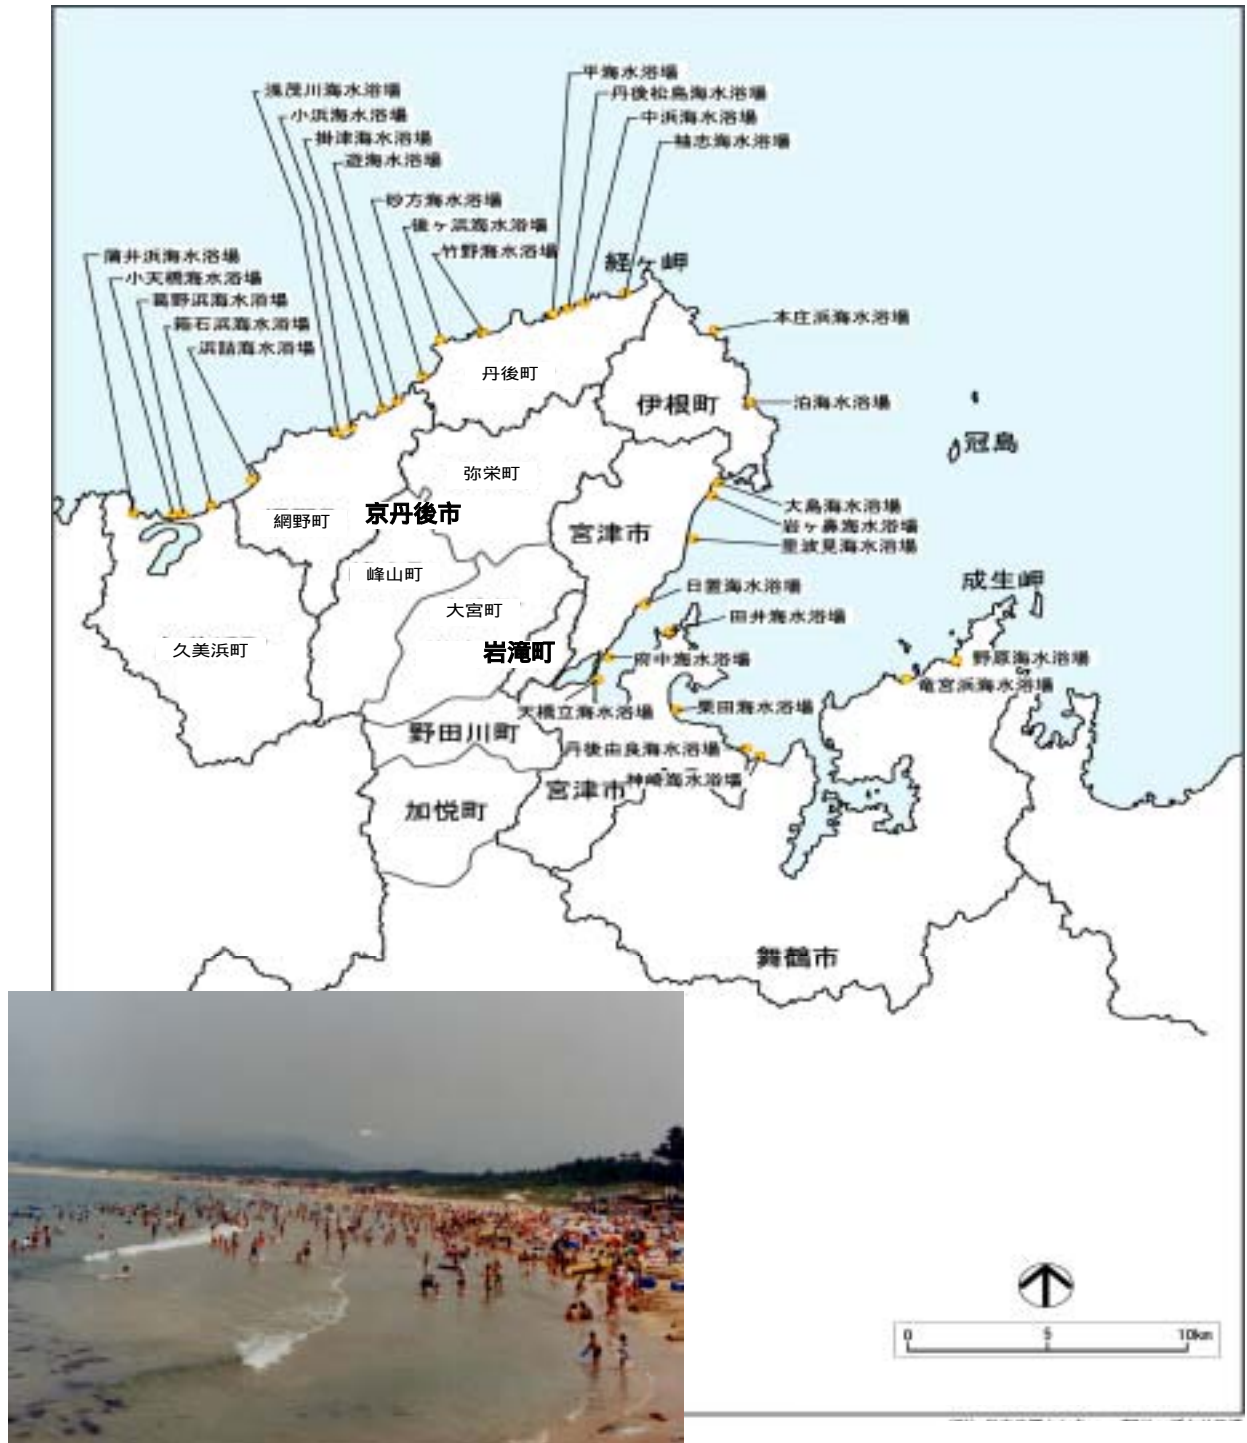 平海水浴場
丹後松島海水浴場
中浜海水浴場
袖志海水浴場
浅茂川海水浴場
小浜海水浴場
掛津海水浴場
遊海水浴場
砂方海水浴場
後ヶ浜海水浴場
竹野海水浴場
経ヶ岬
蒲井浜海水浴場
小天橋海水浴場
葛野浜海水浴場
箱石浜海水浴場
浜詰海水浴場
本庄浜海水浴場
丹後町
伊根町
泊海水浴場
冠島
弥栄町
大島海水浴場
網野町
京丹後市
宮津市
岩ヶ鼻海水浴場
里波見海水浴場
峰山町
成生岬
日置海水浴場
大宮町
田井海水浴場
久美浜町
岩滝町
府中海水浴場
野原海水浴場
竜宮浜海水浴場
天橋立海水浴場
栗田海水浴場
野田川町
丹後由良海水浴場
神崎海水浴場
宮津市
加悦町
舞鶴市
0 5 10km